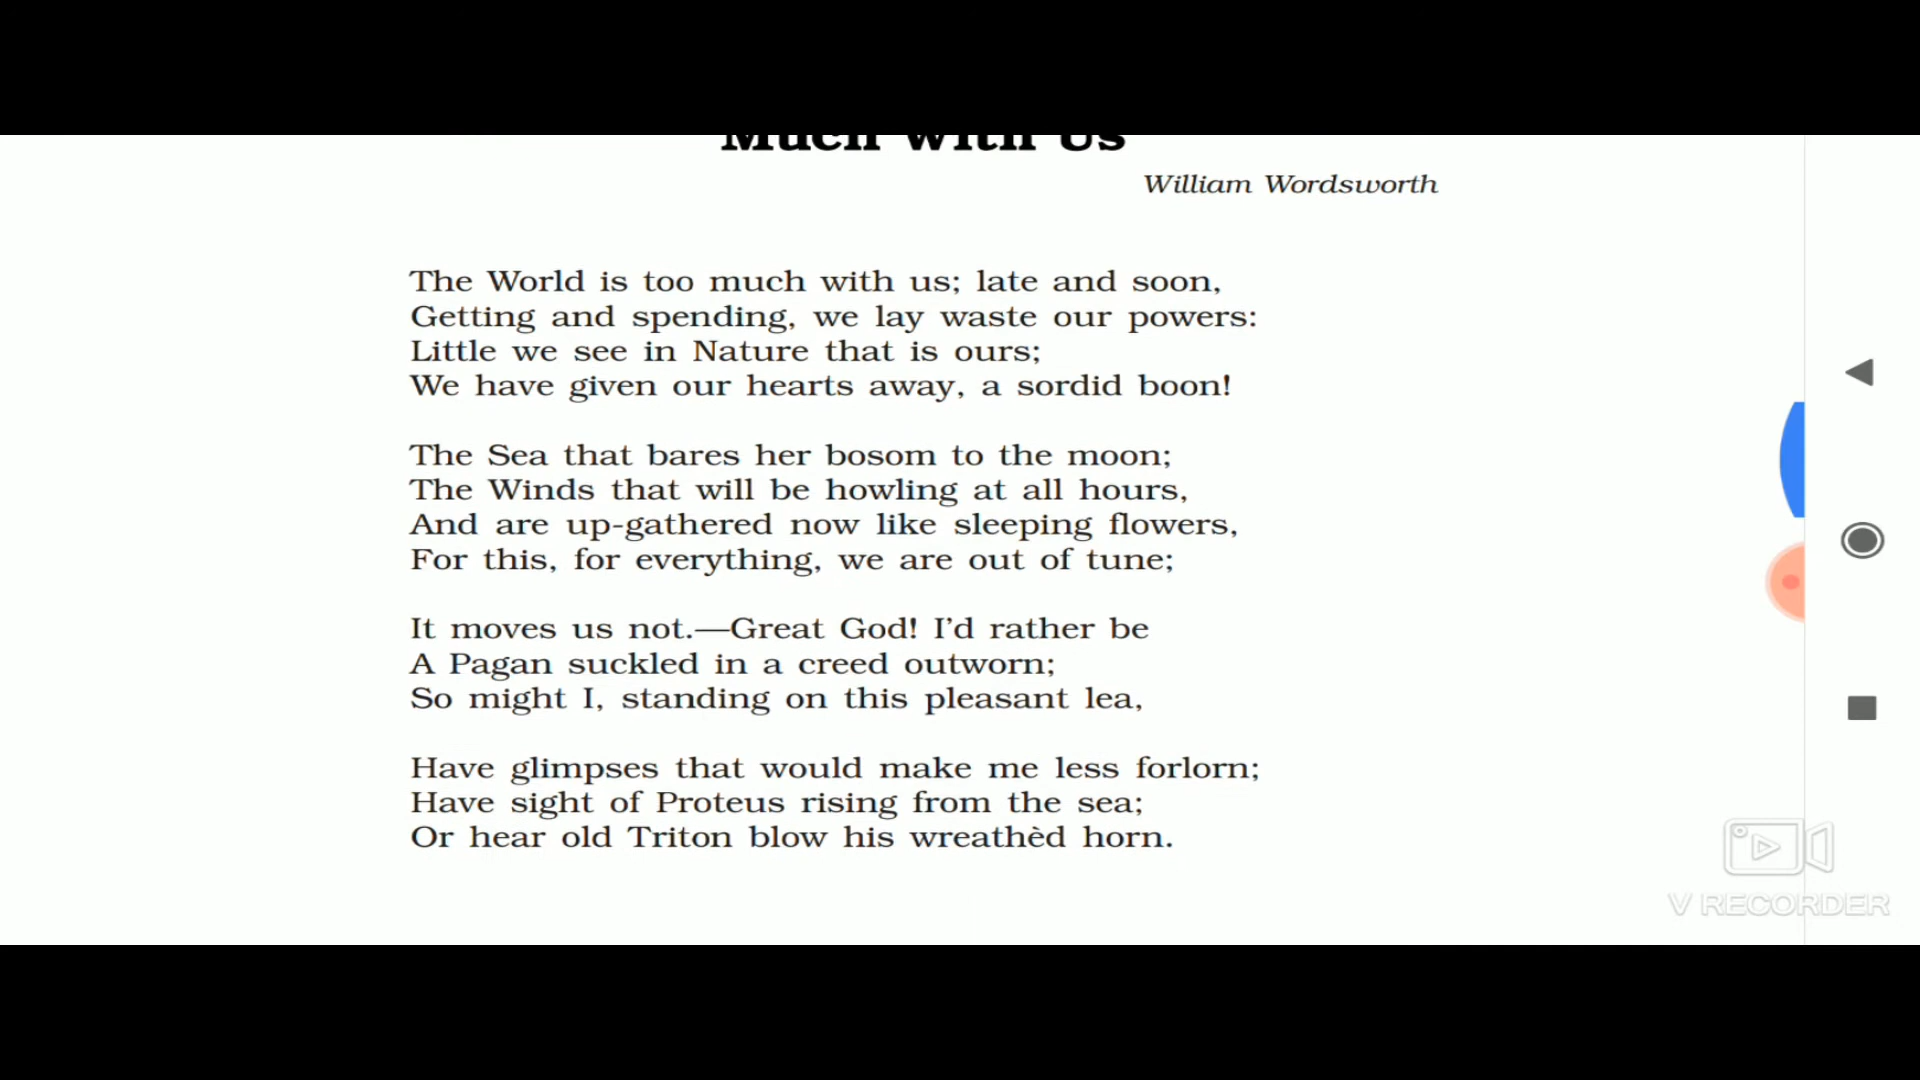 Much with Us
William Wordsworth
The World is too much with us; late and soon,
Getting and spending, we lay waste our powers:
Little we see in Nature that is ours;
We have given our hearts away, a sordid boon!
The Sea that bares her bosom to the moon;
The Winds that will be howling at all hours,
And are up-gathered now like sleeping flowers,
For this, for everything, we are out of tune;
It moves us not.—Great God! I’d rather be
A Pagan suckled in a creed outworn;
So might I, standing on this pleasant lea,
Have glimpses that would make me less forlorn;
Have sight of Proteus rising from the sea;
Or hear old Triton blow his wreathèd horn.
V RECORDER